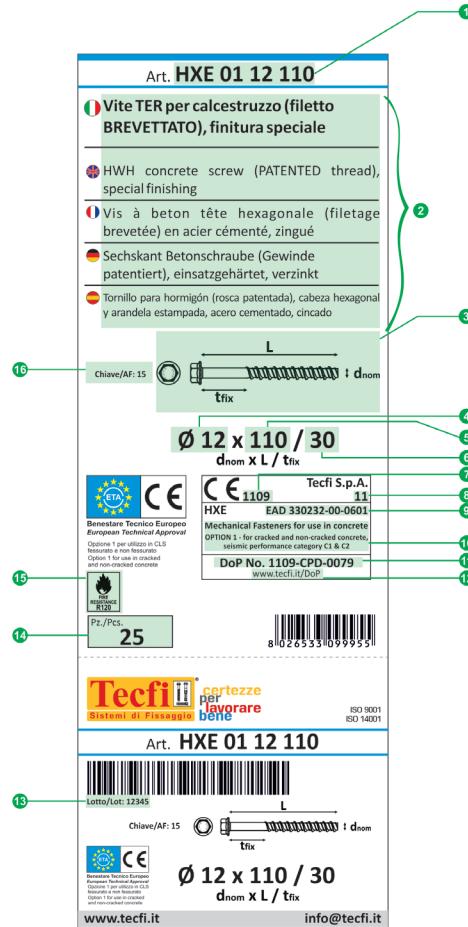 1
Art. HXE 01 12 110
Vite TER per calcestruzzo (filetto
BREVETTATO), finitura speciale
HWH concrete screw (PATENTED thread),
special finishing
2
Vis à beton tête hexagonale (filetage
brevetée) en acier cémenté, zingué
Sechskant Betonschraube (Gewinde
patentiert), einsatzgehärtet, verzinkt
Tornillo para hormigón (rosca patentada), cabeza hexagonal
y arandela estampada, acero cementado, cincado
3
16
Chiave/AF: 15
L
dnom
tfix
4
Ø 12 x 110 / 30
5
dnom x L / tfix
6
7
ETA
CE
CE 1109
Tecfi S.p.A.
11
8
HXE
EAD 330232-00-0601
9
Benestare Tecnico Europeo
European Technical Approval
Opzione 1 per utilizzo in CLS
fessurato e non fessurato
Option 1 for use in cracked
and non-cracked concrete
Mechanical Fasteners for use in concrete
OPTION 1 - for cracked and non-cracked concrete,
seismic performance category C1 & C2
10
DoP No. 1109-CPD-0079
11
www.tecfi.it/DoP
12
15
FIRE
RESISTANCE
R120
14
Pz./Pcs.
25
8 026533 099955
Tecfi
Sistemi di Fissaggio
certezze
per
lavorare
bene
ISO 9001
ISO 14001
Art. HXE 01 12 110
13
Lotto/Lot: 12345
Chiave/AF: 15
L
dnom
tfix
ETA
CE
Benestare Tecnico Europeo
European Technical Approval
Opzione 1 per utilizzo in CLS
fessurato e non fessurato
Option 1 for use in cracked
and non-cracked concrete
Ø 12 x 110 / 30
dnom x L / tfix
www.tecfi.it
info@tecfi.it